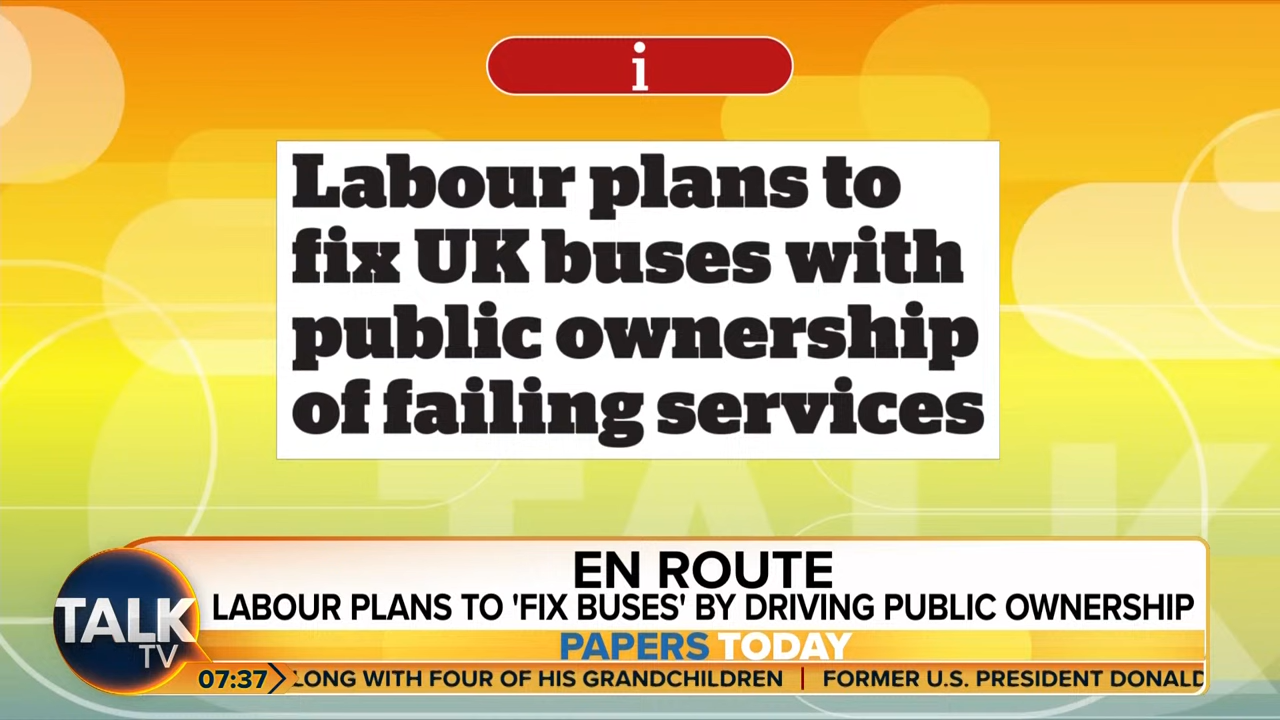 i
Labour plans to
fix UK buses with
public ownership
of failing services
EN ROUTE
LABOUR PLANS TO 'FIX BUSES' BY DRIVING PUBLIC OWNERSHIP
TALK
TV
PAPERS TODAY
07:37
LONG WITH FOUR OF HIS GRANDCHILDREN | FORMER U.S. PRESIDENT DONALD
TALK